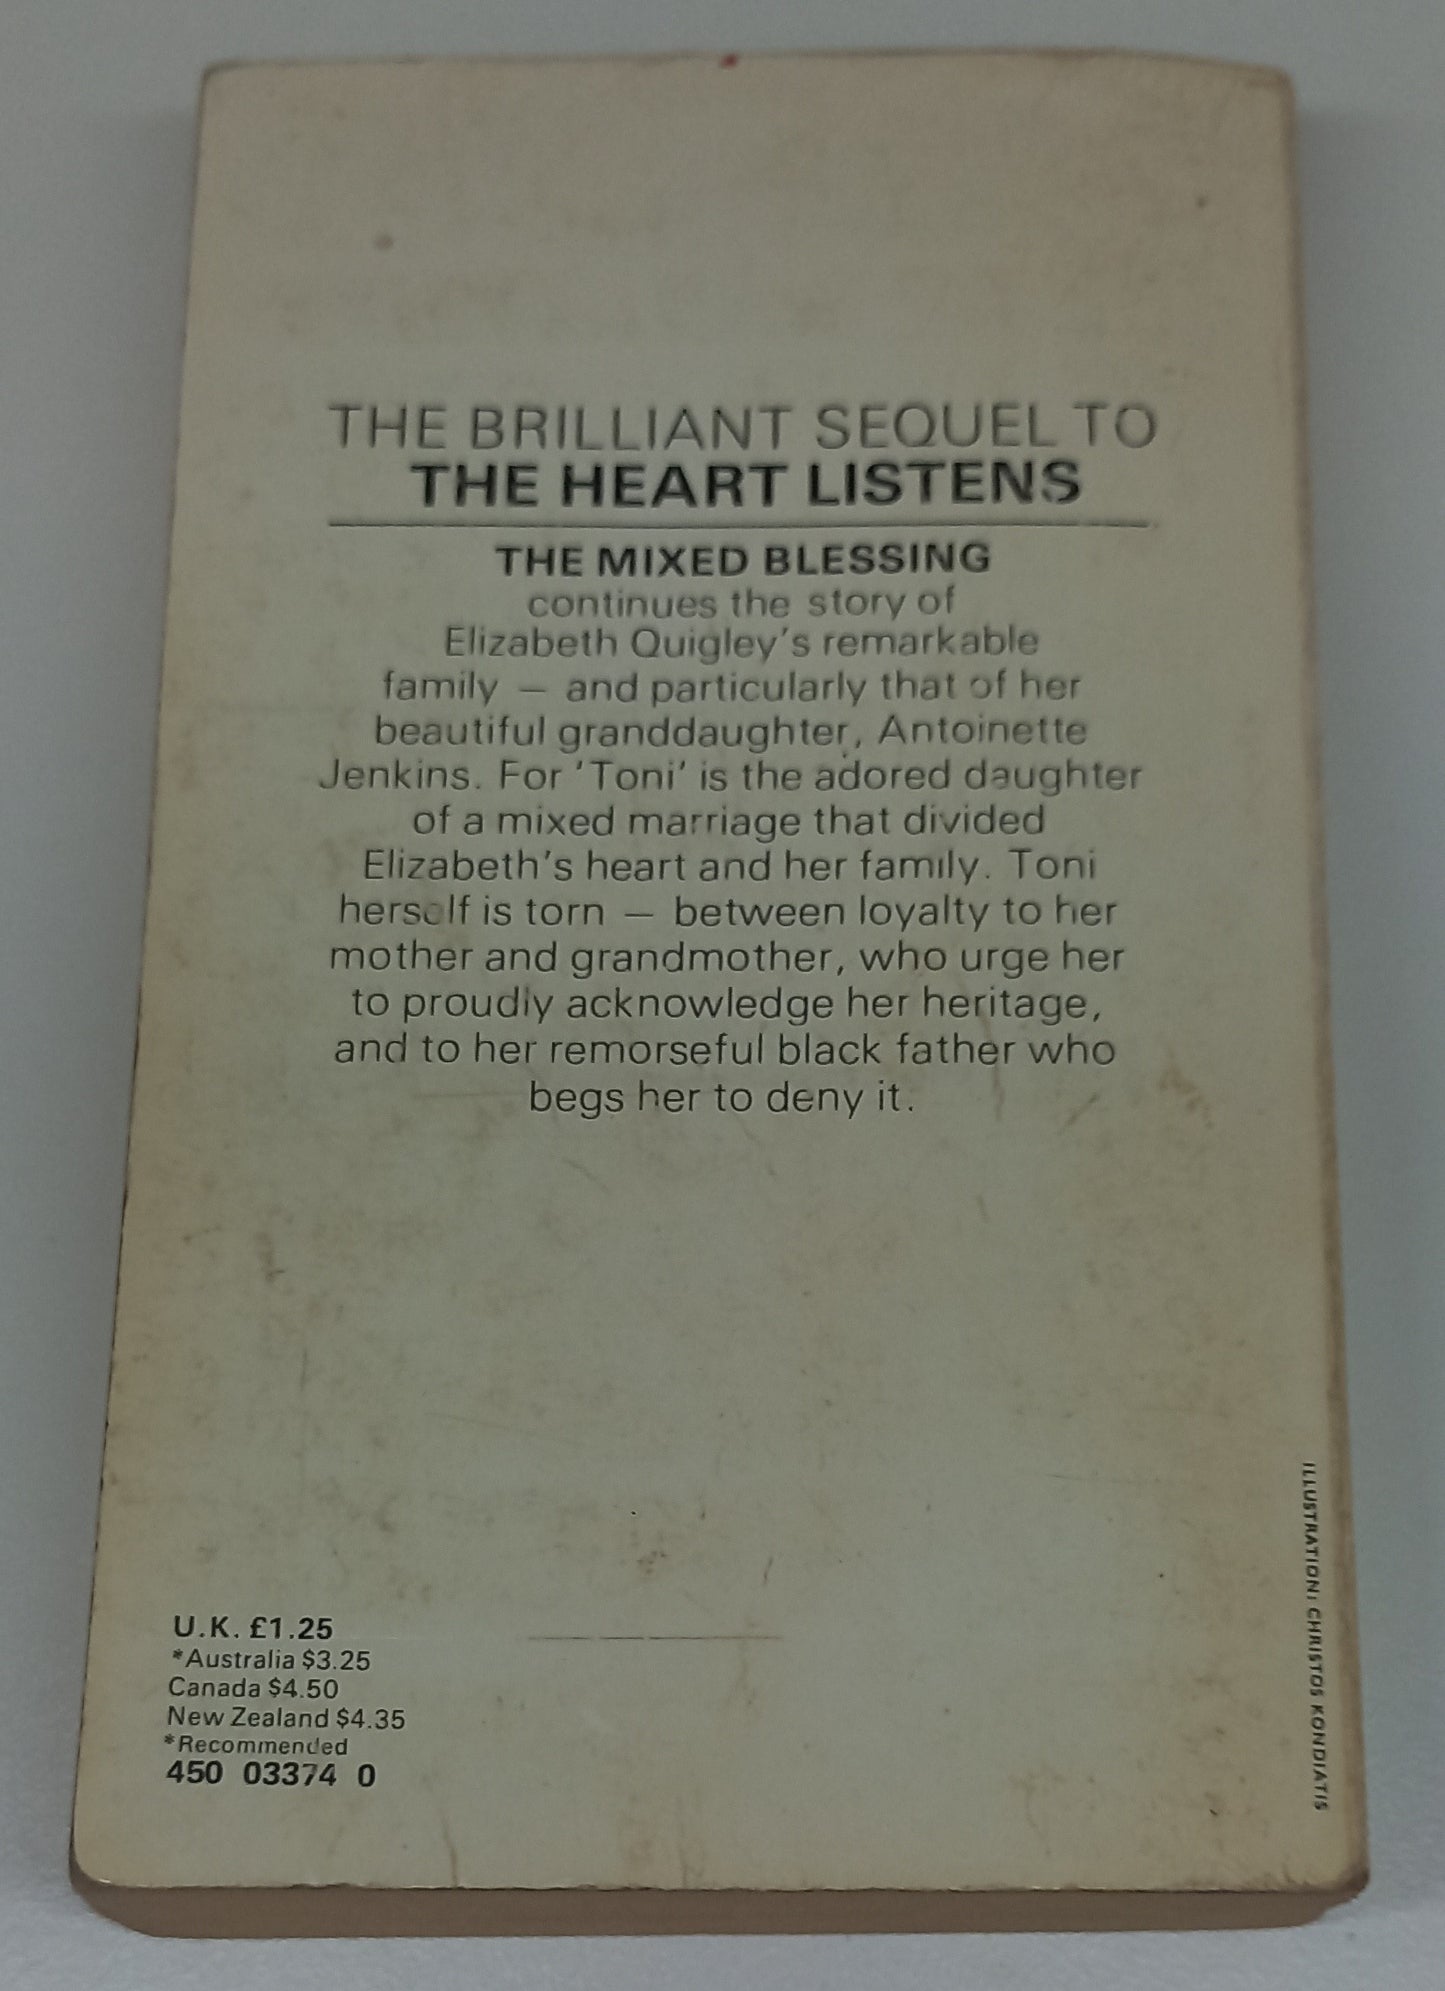 THE BRILLIANT SEQUEL TO
THE HEART LISTENS
THE MIXED BLESSING
continues the story of
Elizabeth Quigley's remarkable
family — and particularly that of her
beautiful granddaughter, Antoinette
Jenkins. For 'Toni' is the adored daughter
of a mixed marriage that divided
Elizabeth's heart and her family. Toni
herself is torn — between loyalty to her
mother and grandmother, who urge her
to proudly acknowledge her heritage,
and to her remorseful black father who
begs her to deny it.
U.K. £1.25
*Australia $3.25
Canada $4.50
New Zealand $4.35
*Recommended
450 03374 0
ILLUSTRATION: CHRISTOS KONDIATIS